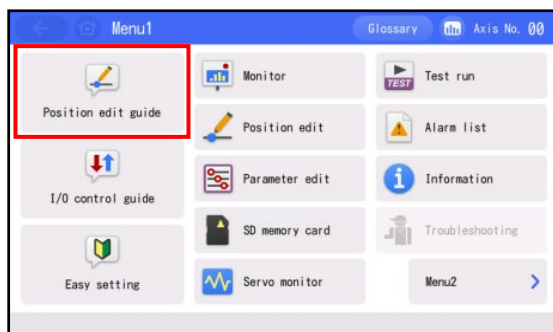 Menu1
Glossary
Axis No. 00
Position edit guide
I/O control guide
Easy setting
Monitor
Position edit
Parameter edit
SD memory card
Servo monitor
TEST
Test run
Alarm list
Information
Troubleshooting
Menu2